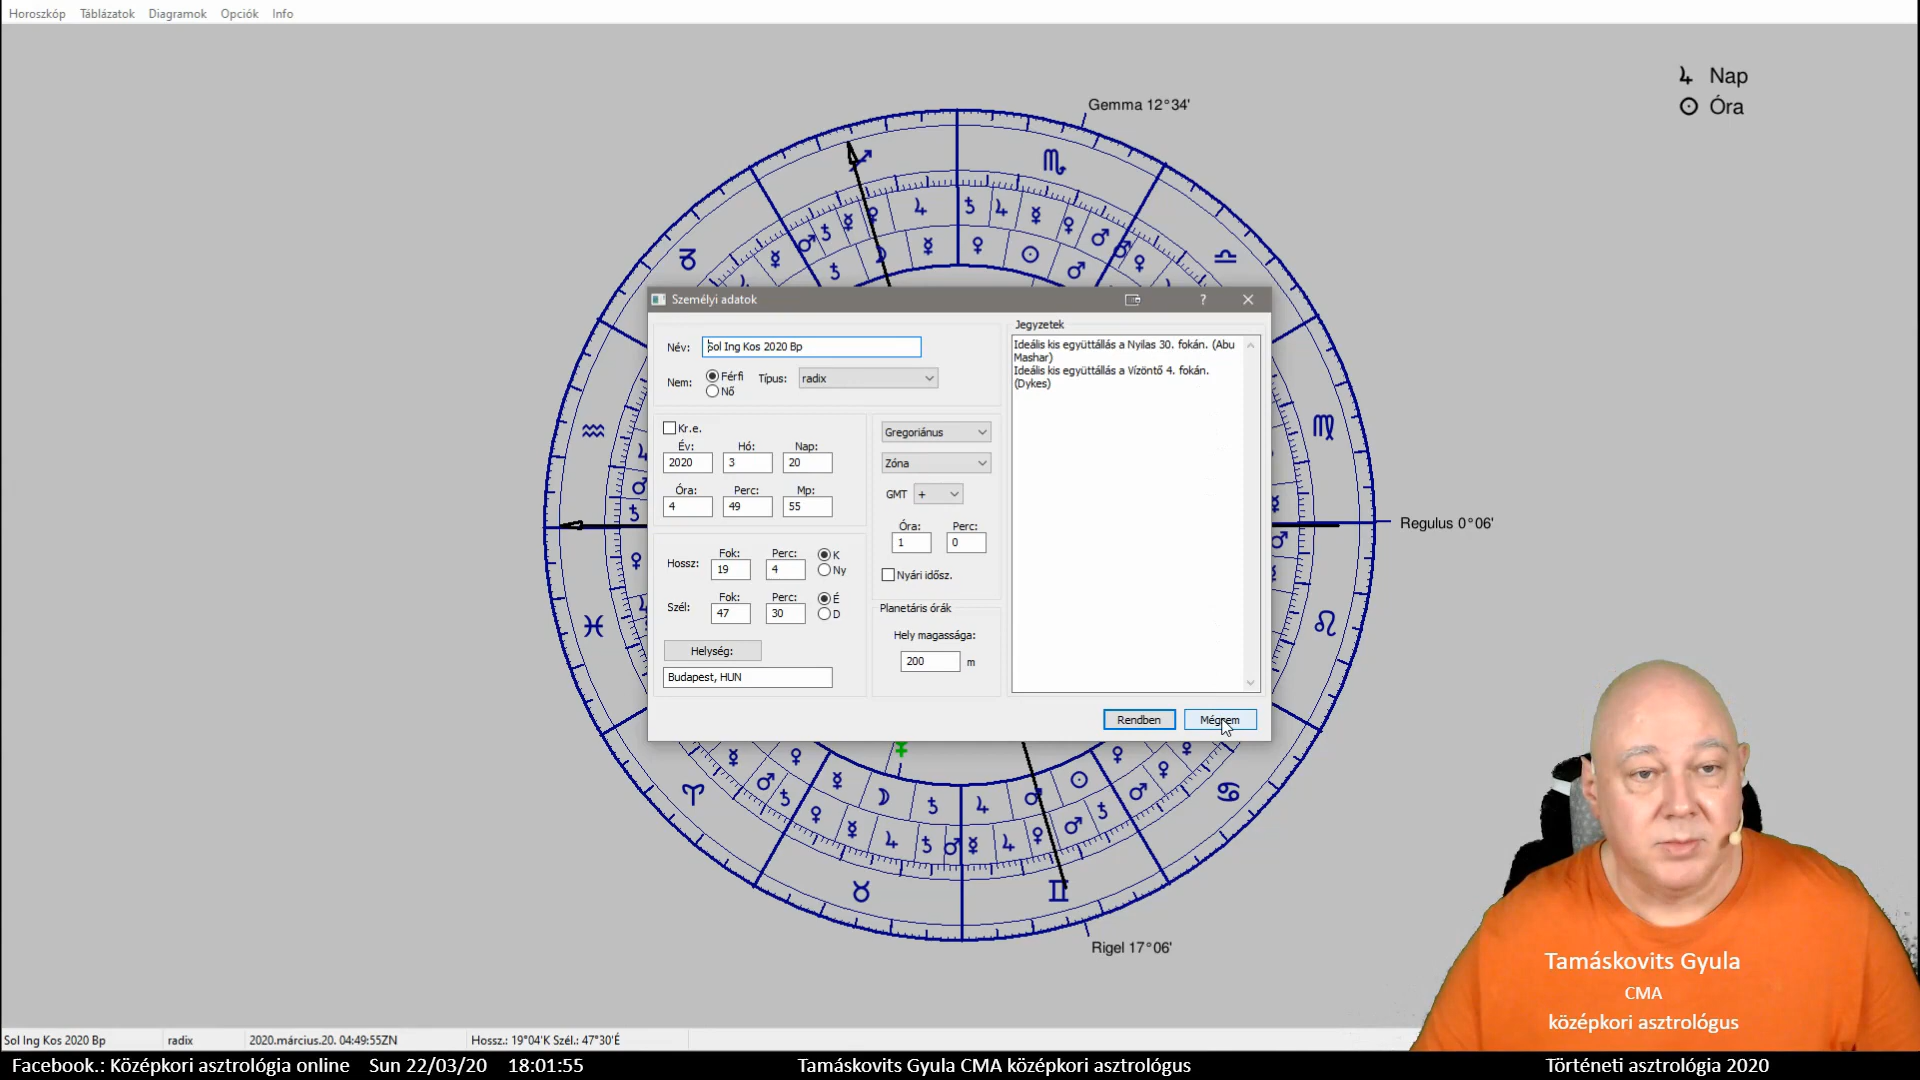 Horoszkóp Táblázatok Diagramok Opciók Info
Nap
Óra
Gemma 12°34'
Személyi adatok
?
Név: Sol Ing Kos 2020 Bp
Nem: Férfi Nő Típus: radix
Kr.e.
Év: Hó: Nap:
2020 3 20
Óra: Perc: Mp:
4 49 55
Hossz: Fok: Perc: K
19 4 Ny
Szél: Fok: Perc: É
47 30 D
Helység:
Budapest, HUN
Gregoriánus
Zóna
GMT +
Óra: Perc:
1 0
Nyári idősz.
Planetáris órák
Hely magassága:
200 m
Jegyzetek
Ideális kis együttállás a Nyilas 30. fokán. (Abu
Mashar)
Ideális kis együttállás a Vízöntő 4. fokán.
(Dykes)
Rendben Mégsem
Regulus 0°06'
Rigel 17°06'
Tamáskovits Gyula
CMA
középkori asztrológus
Sol Ing Kos 2020 Bp radix 2020.március.20. 04:49:55ZN Hossz.: 19°04'K Szél.: 47°30'É
Facebook.: Középkori asztrológia online Sun 22/03/20 18:01:55 Tamáskovits Gyula CMA középkori asztrológus Történeti asztrológia 2020